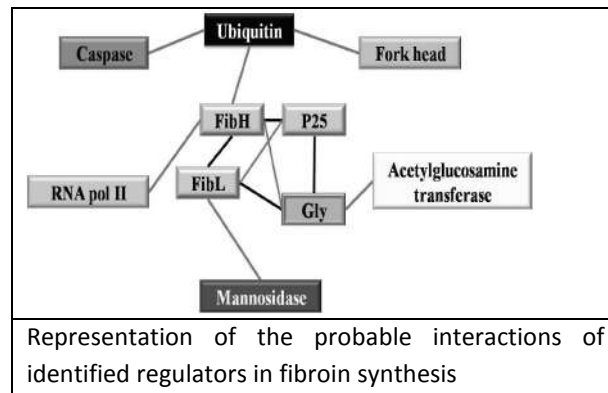 Ubiquitin
Caspase
Fork head
FibH
P25
RNA pol II
FibL
Gly
Acetylglucosamine
transferase
Mannosidase
Representation of the probable interactions of
identified regulators in fibroin synthesis